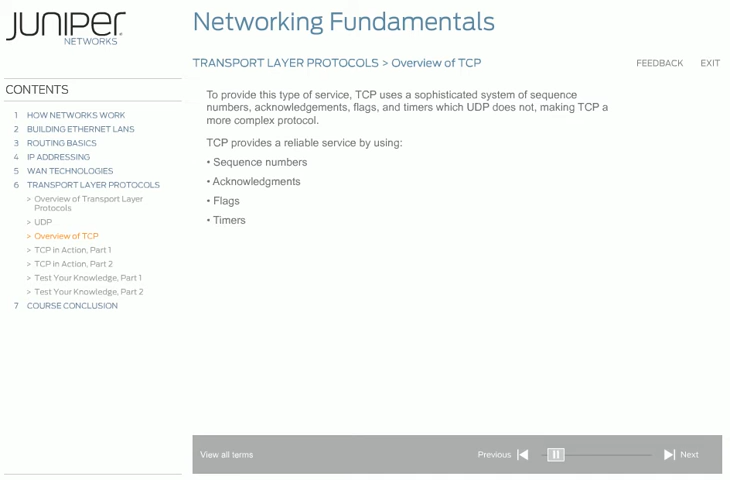 JUNIPER
NETWORKS
Networking Fundamentals
TRANSPORT LAYER PROTOCOLS > Overview of TCP
FEEDBACK EXIT
CONTENTS
1 HOW NETWORKS WORK
2 BUILDING ETHERNET LANS
3 ROUTING BASICS
4 IP ADDRESSING
5 WAN TECHNOLOGIES
6 TRANSPORT LAYER PROTOCOLS
> Overview of Transport Layer
Protocols
> UDP
> Overview of TCP
> TCP in Action, Part 1
> TCP in Action, Part 2
> Test Your Knowledge, Part 1
> Test Your Knowledge, Part 2
7 COURSE CONCLUSION
To provide this type of service, TCP uses a sophisticated system of sequence
numbers, acknowledgements, flags, and timers which UDP does not, making TCP a
more complex protocol.
TCP provides a reliable service by using:
• Sequence numbers
• Acknowledgments
• Flags
• Timers
View all terms
Previous
Next